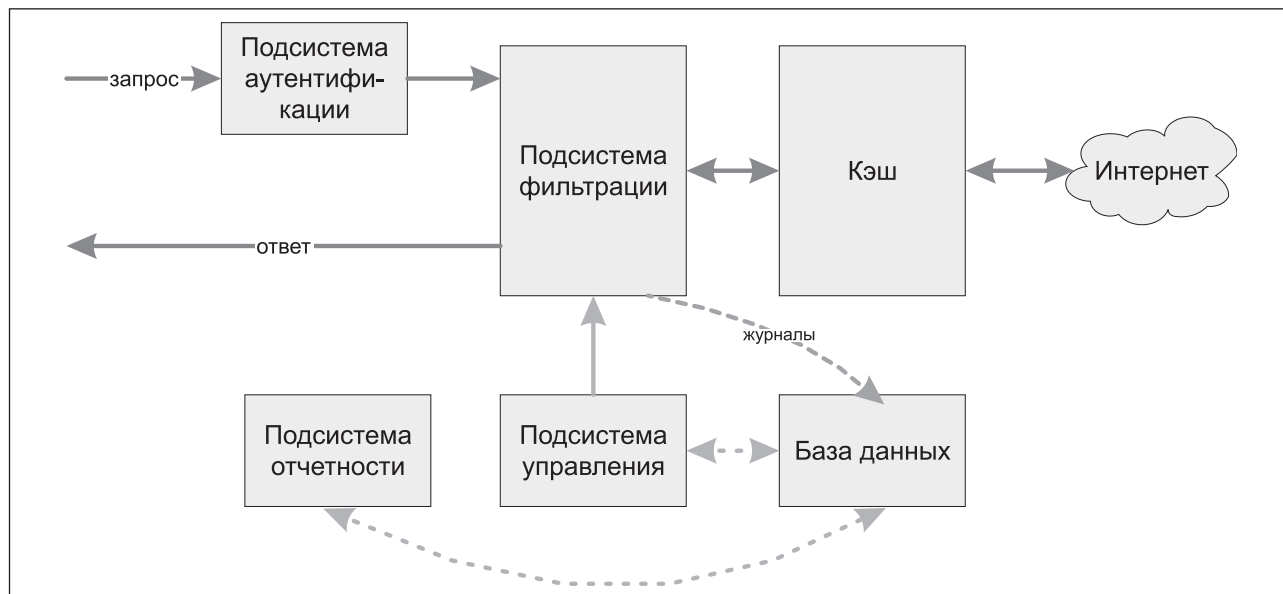 запрос
Подсистема
аутентифи-
кации
Подсистема
фильтрации
Кэш
Интернет
ответ
журналы
Подсистема
отчетности
Подсистема
управления
База данных